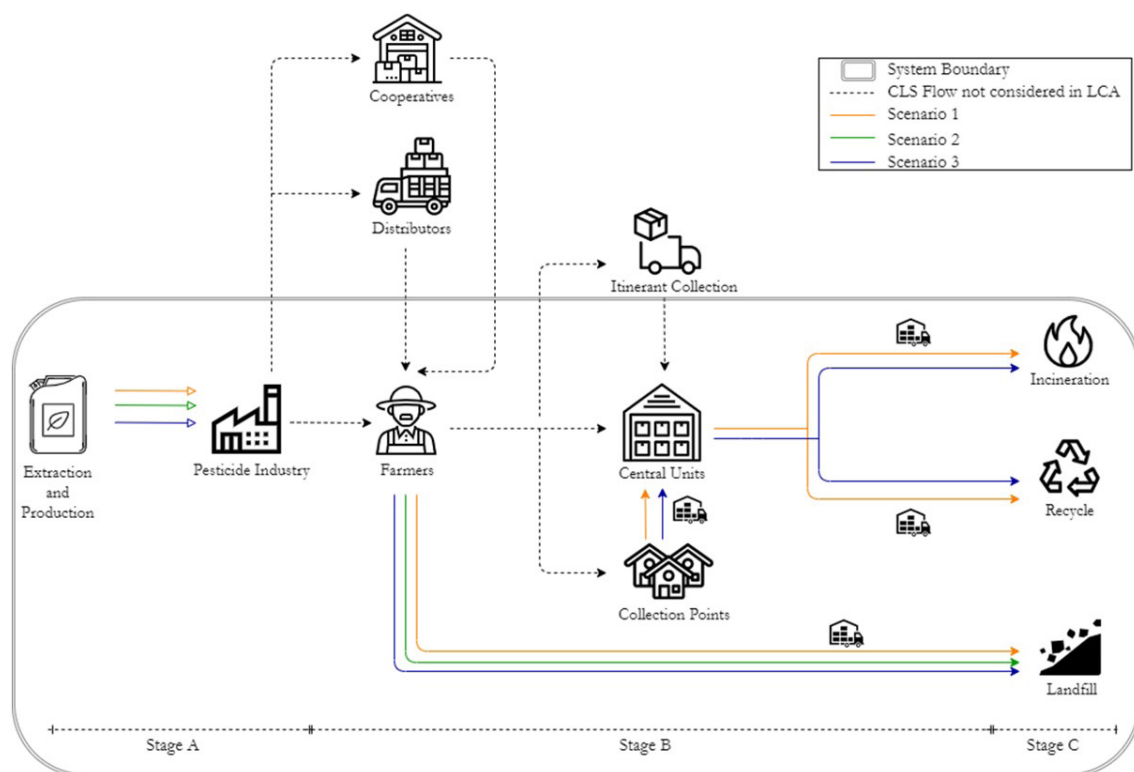 Cooperatives
System Boundary
CLS Flow not considered in LCA
Scenario 1
Scenario 2
Scenario 3
Distributors
Itinerant Collection
Incineration
Extraction
and
Production
Pesticide Industry
Farmers
Central Units
Recycle
Collection Points
Landfill
Stage A
Stage B
Stage C